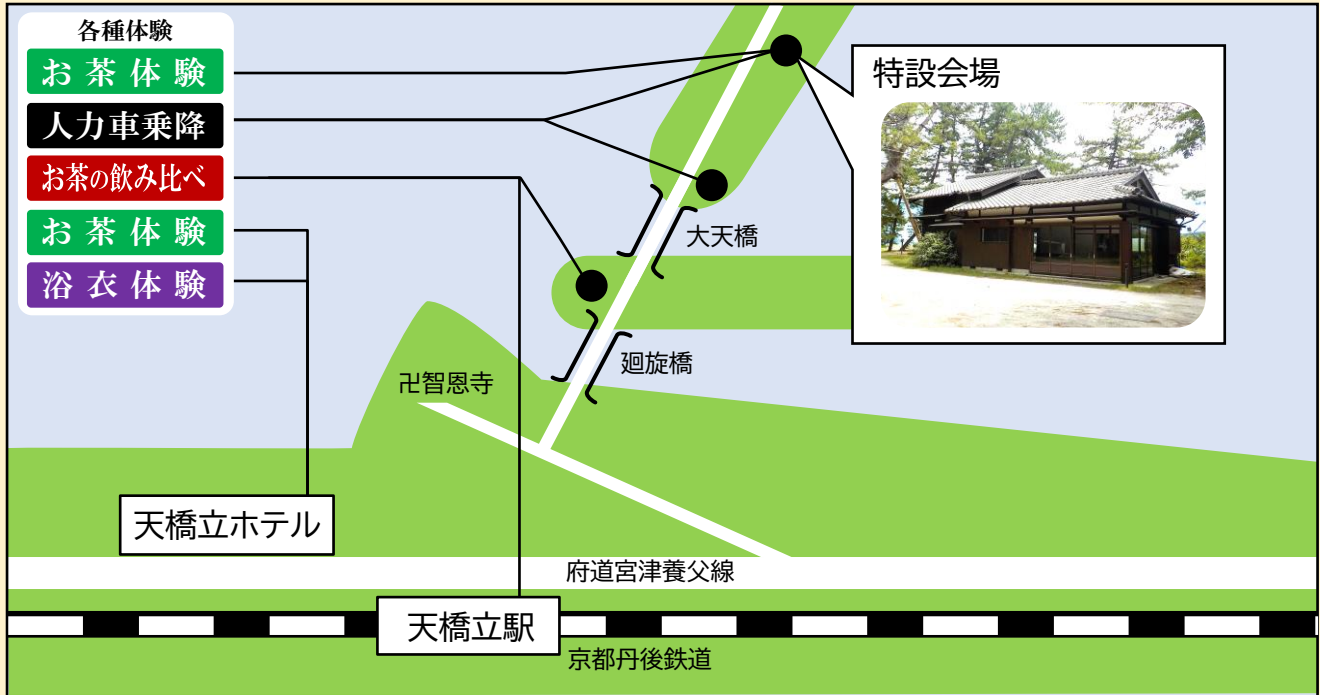 各種体験
お茶体験
人力車乗降
お茶の飲み比べ
お茶体験
浴衣体験
特設会場
大天橋
廻旋橋
卍智恩寺
天橋立ホテル
府道宮津養父線
天橋立駅
京都丹後鉄道